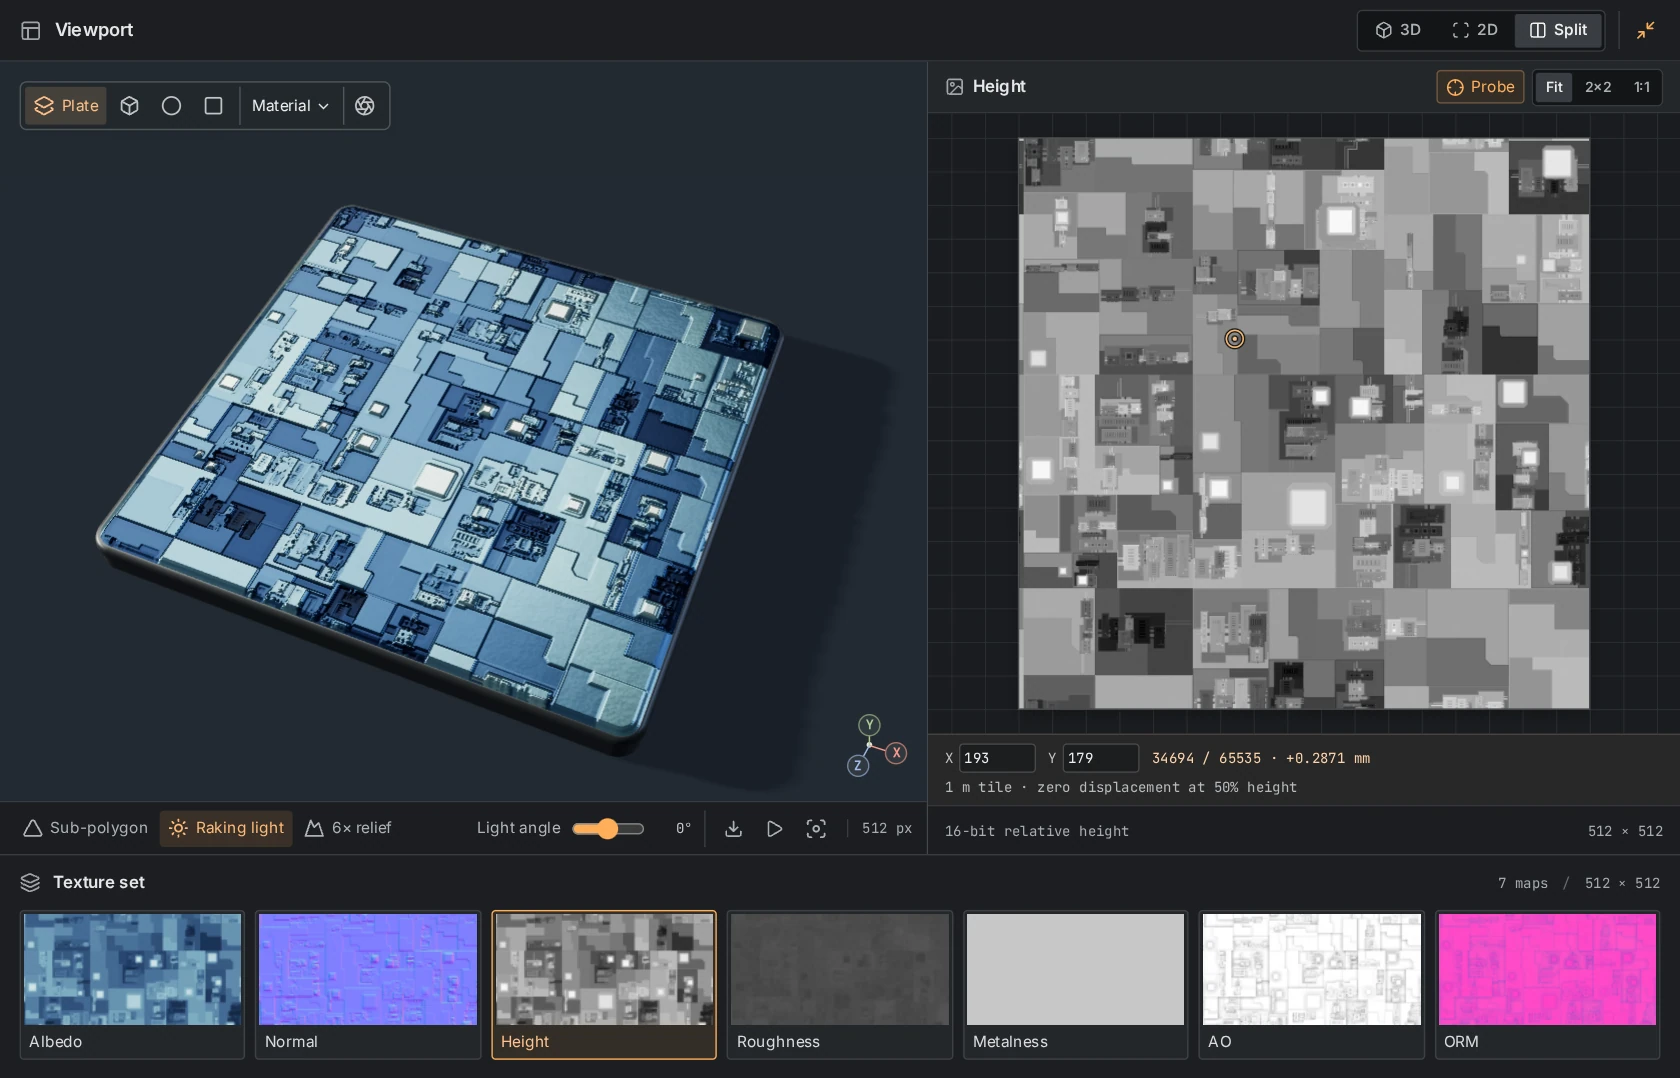 Viewport
3D 2D Split
Plate Material
Height
Probe Fit 2×2 1:1
Y
X
Z
X 193 Y 179 34694 / 65535 · +0.2871 mm
1 m tile · zero displacement at 50% height
Sub-polygon Raking light 6× relief Light angle 0° 512 px
16-bit relative height 512 × 512
Texture set 7 maps / 512 × 512
Albedo Normal Height Roughness Metalness AO ORM